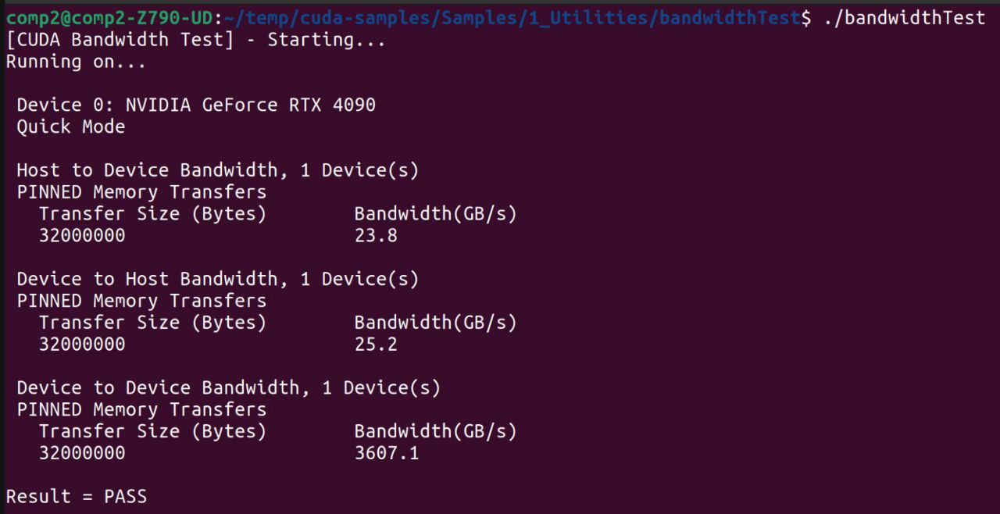 comp2@comp2-Z790-UD:~/temp/cuda-samples/Samples/1_Utilities/bandwidthTest$ ./bandwidthTest
[CUDA Bandwidth Test] - Starting...
Running on...
Device 0: NVIDIA GeForce RTX 4090
Quick Mode
Host to Device Bandwidth, 1 Device(s)
PINNED Memory Transfers
Transfer Size (Bytes) Bandwidth(GB/s)
32000000 23.8
Device to Host Bandwidth, 1 Device(s)
PINNED Memory Transfers
Transfer Size (Bytes) Bandwidth(GB/s)
32000000 25.2
Device to Device Bandwidth, 1 Device(s)
PINNED Memory Transfers
Transfer Size (Bytes) Bandwidth(GB/s)
32000000 3607.1
Result = PASS